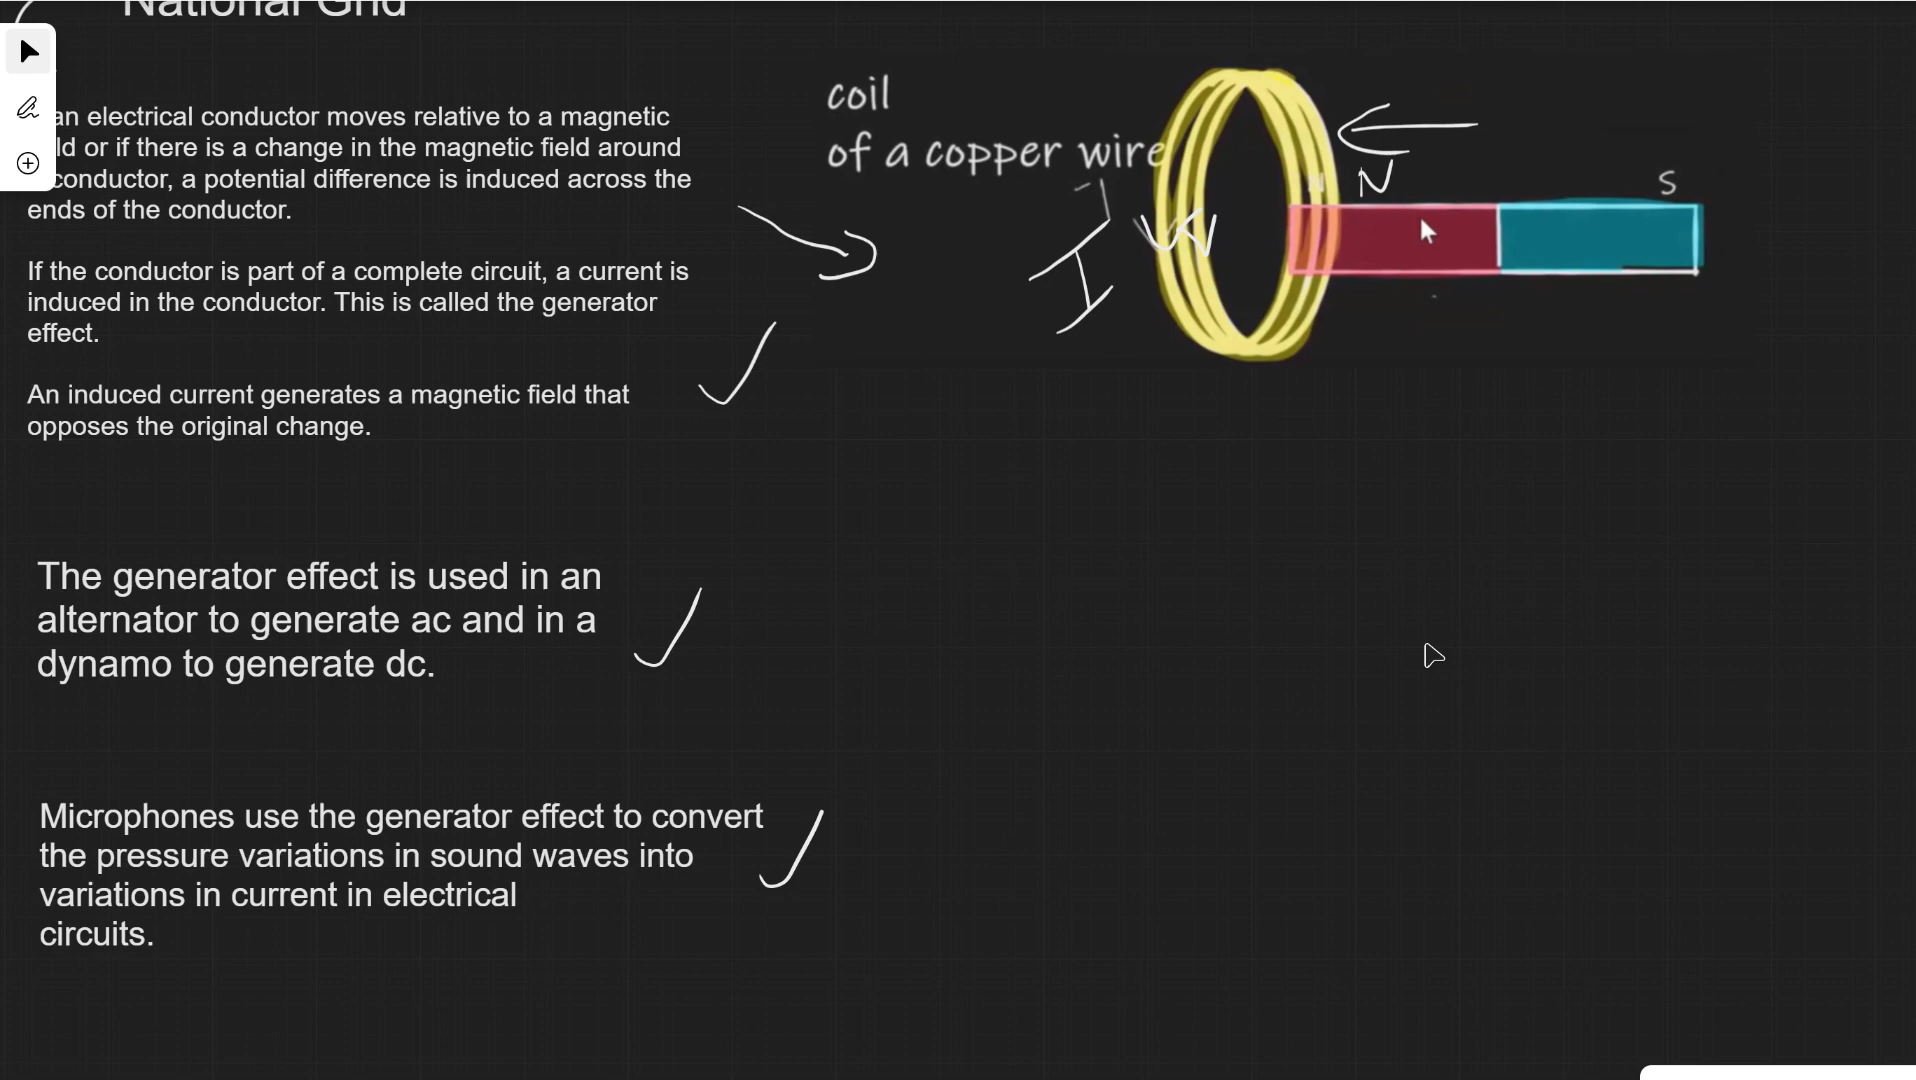 National Grid
an electrical conductor moves relative to a magnetic
ld or if there is a change in the magnetic field around
conductor, a potential difference is induced across the
ends of the conductor.
If the conductor is part of a complete circuit, a current is
induced in the conductor. This is called the generator
effect.
An induced current generates a magnetic field that
opposes the original change.
The generator effect is used in an
alternator to generate ac and in a
dynamo to generate dc.
Microphones use the generator effect to convert
the pressure variations in sound waves into
variations in current in electrical
circuits.
coil
of a copper wire
I
N
N
N
S